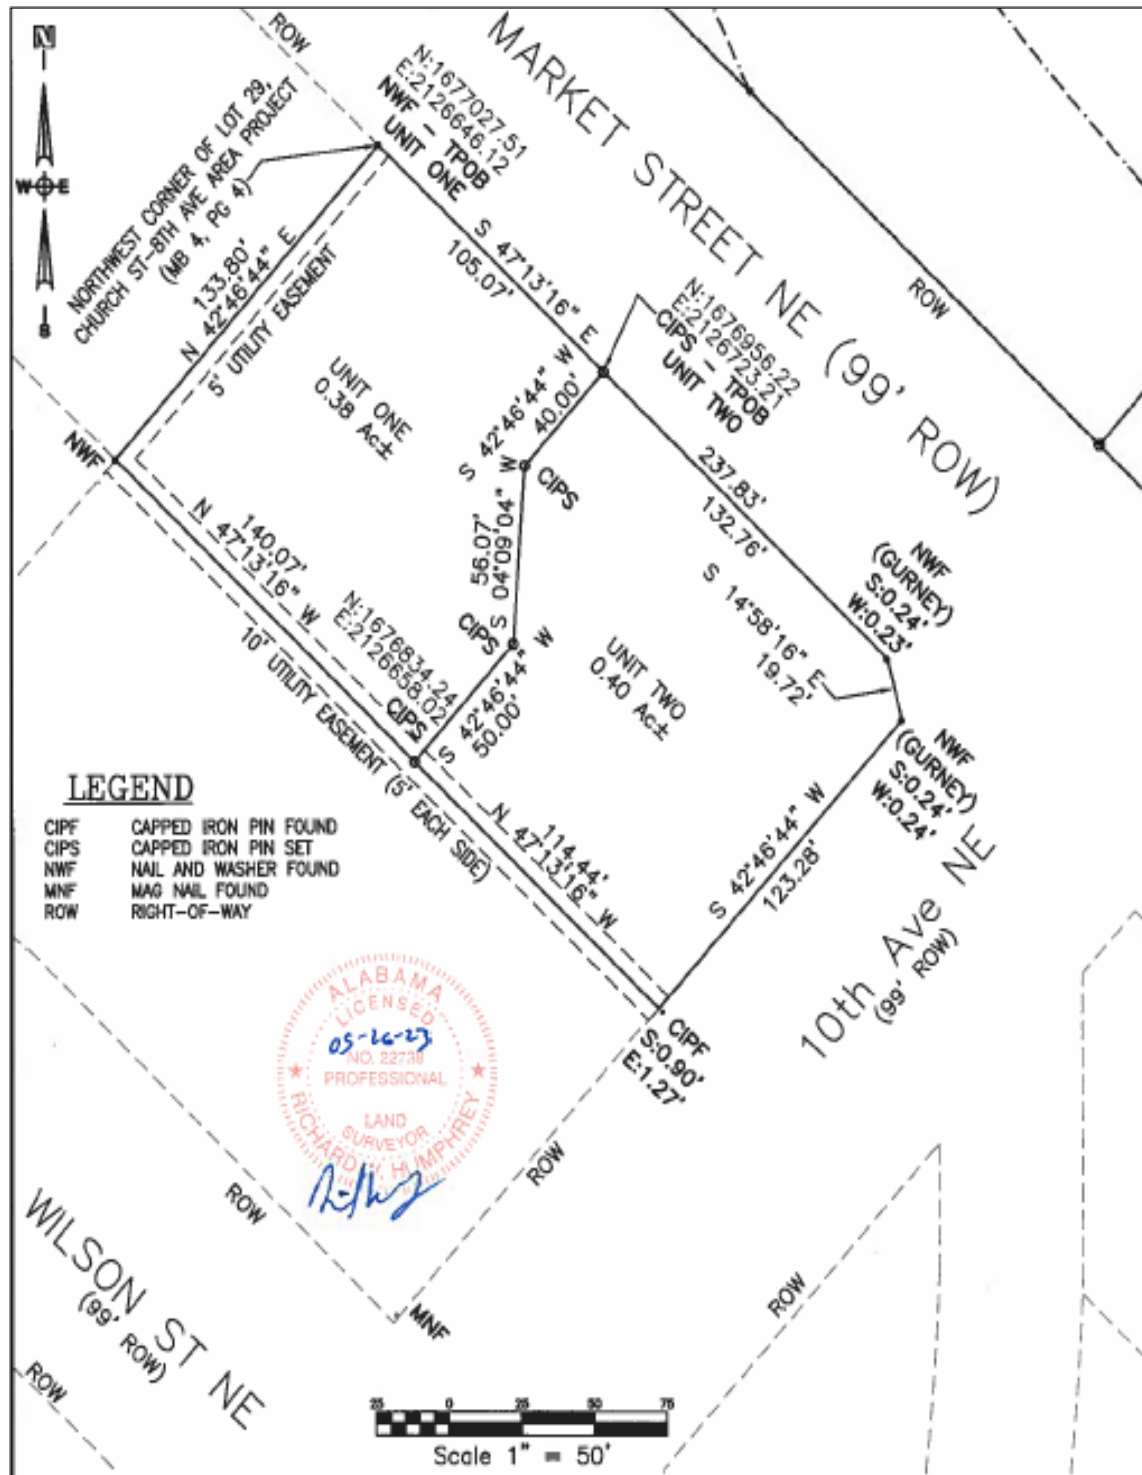 N
W E
S
ROW
MARKET STREET NE (99' ROW)
N:1677027.51
E:2126646.12
NWF - TPOB
UNIT ONE
NORTHWEST CORNER OF LOT 29,
CHURCH ST-8TH AVE AREA PROJECT
(MB 4, PG 4)
133.80'
N 42°46'44" E
5' UTILITY EASEMENT
S 47°13'16" E
105.07'
N:1676956.22
E:2126723.21
CIPS - TPOB
UNIT TWO
ROW
UNIT ONE
0.38 Ac±
S 42°46'44" W
40.00'
CIPS
NWF
237.83'
132.76'
56.07'
S 04°09'04" W
NWF
(GURNEY)
S:0.24'
W:0.23'
S 14°58'16" E
19.72'
140.07'
N 47°13'16" W
N:1676834.24
E:2126658.02
CIPS
CIPS
10' UTILITY EASEMENT (5' EACH SIDE)
S 42°46'44" W
50.00'
UNIT TWO
0.40 Ac±
NWF
(GURNEY)
S:0.24'
W:0.24'
LEGEND
CIPF CAPPED IRON PIN FOUND
CIPS CAPPED IRON PIN SET
NWF NAIL AND WASHER FOUND
MNF MAG NAIL FOUND
ROW RIGHT-OF-WAY
114.44'
N 47°13'16" W
S 42°46'44" W
123.28'
10th Ave NE
(99' ROW)
CIPF
S:0.90'
E:1.27'
ALABAMA
LICENSED
05-26-23
NO. 22738
PROFESSIONAL
LAND
SURVEYOR
RICHARD W. HUMPHREY
ROW
ROW
WILSON ST NE
(99' ROW)
ROW
MNF
ROW
25 0 25 50 75
Scale 1" = 50'